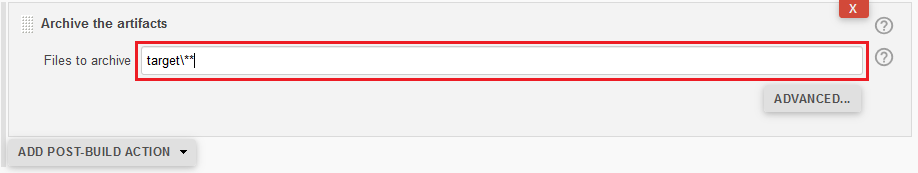 X
Archive the artifacts
?
Files to archive target\**
?
ADVANCED...
ADD POST-BUILD ACTION